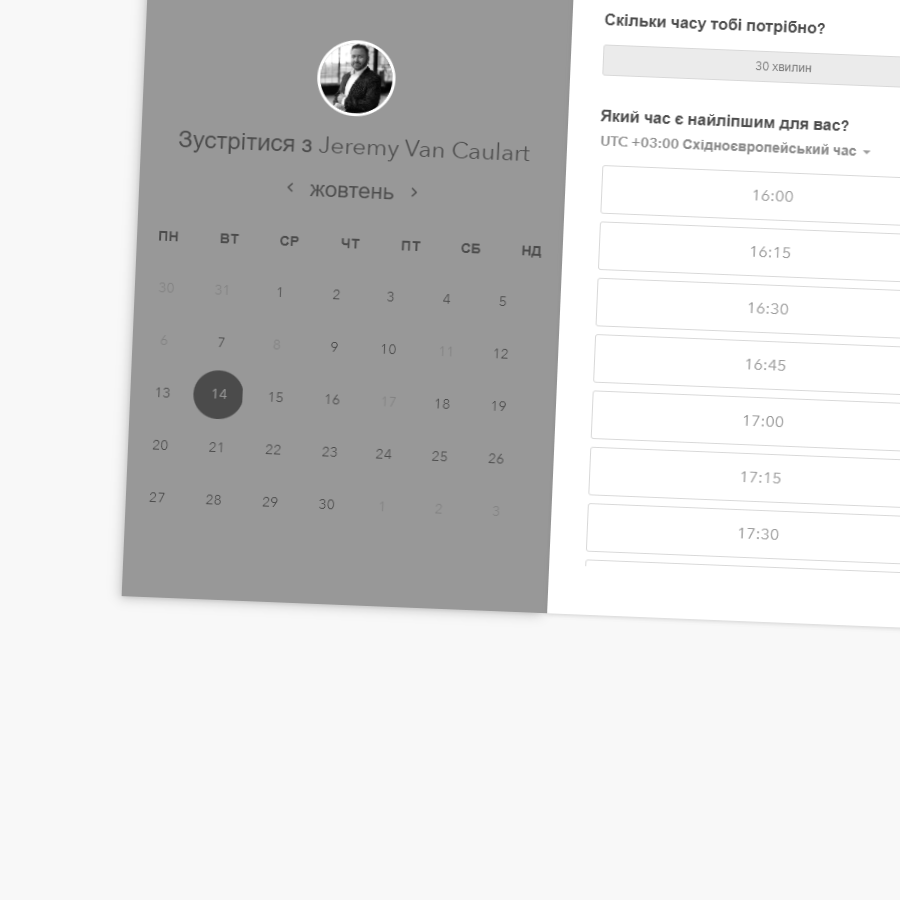 Зустрітися з Jeremy Van Caulart
жовтень
ПН ВТ СР ЧТ ПТ СБ НД
30 31 1 2 3 4 5
6 7 8 9 10 11 12
13 14 15 16 17 18 19
20 21 22 23 24 25 26
27 28 29 30 1 2 3
Скільки часу тобі потрібно?
30 хвилин
Який час є найліпшим для вас?
UTC +03:00 Східноєвропейський час
16:00
16:15
16:30
16:45
17:00
17:15
17:30